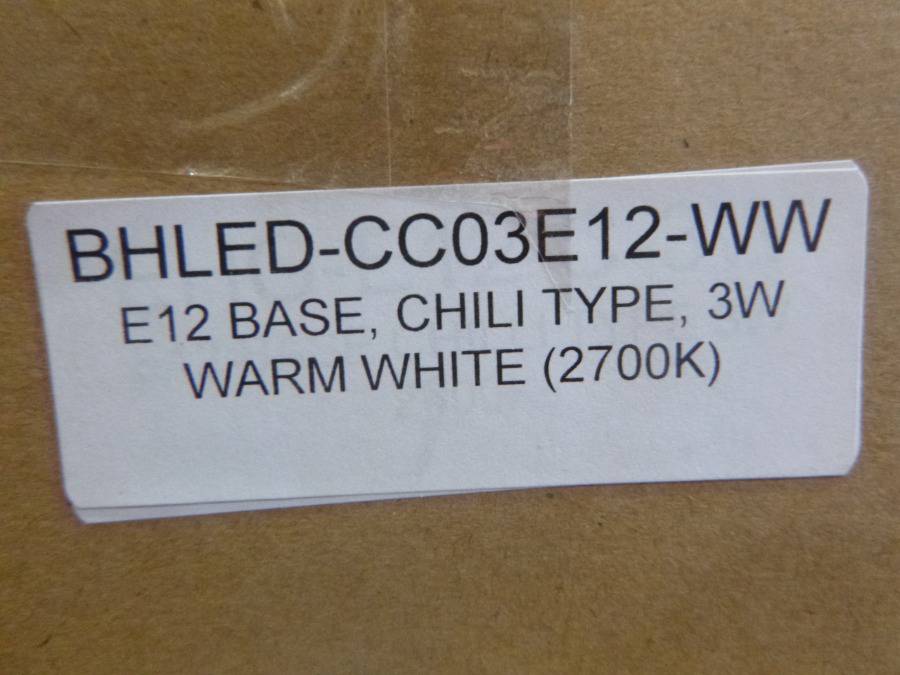 BHLED-CC03E12-WW
E12 BASE, CHILI TYPE, 3W
WARM WHITE (2700K)